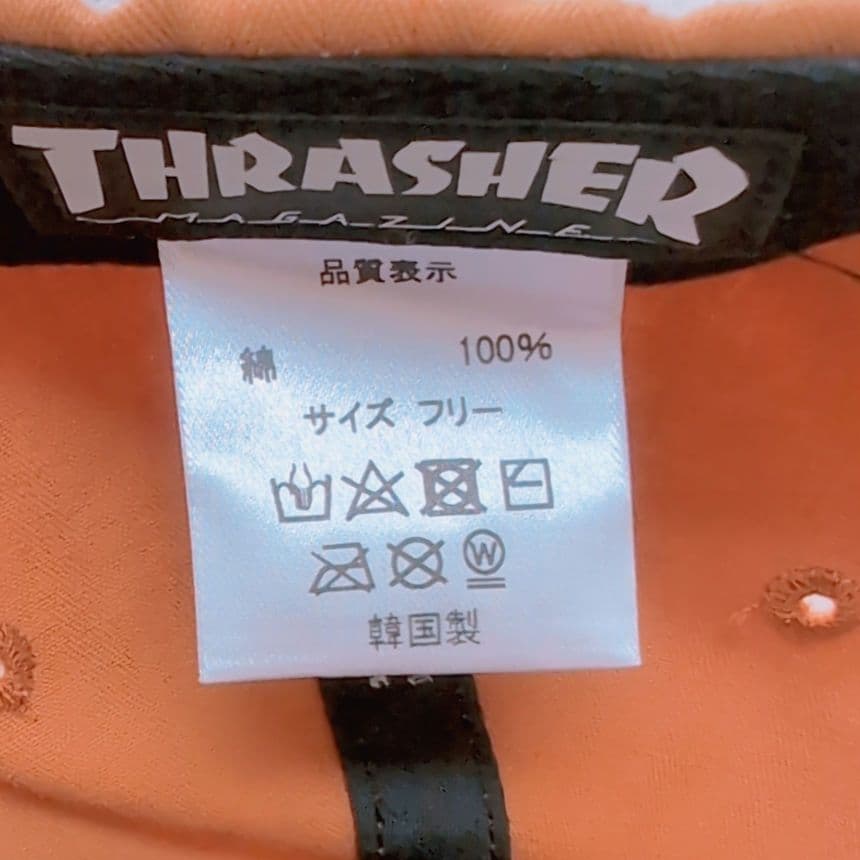 THRASHER
MAGAZINE
品質表示
綿 100%
サイズ フリー
W
韓国製